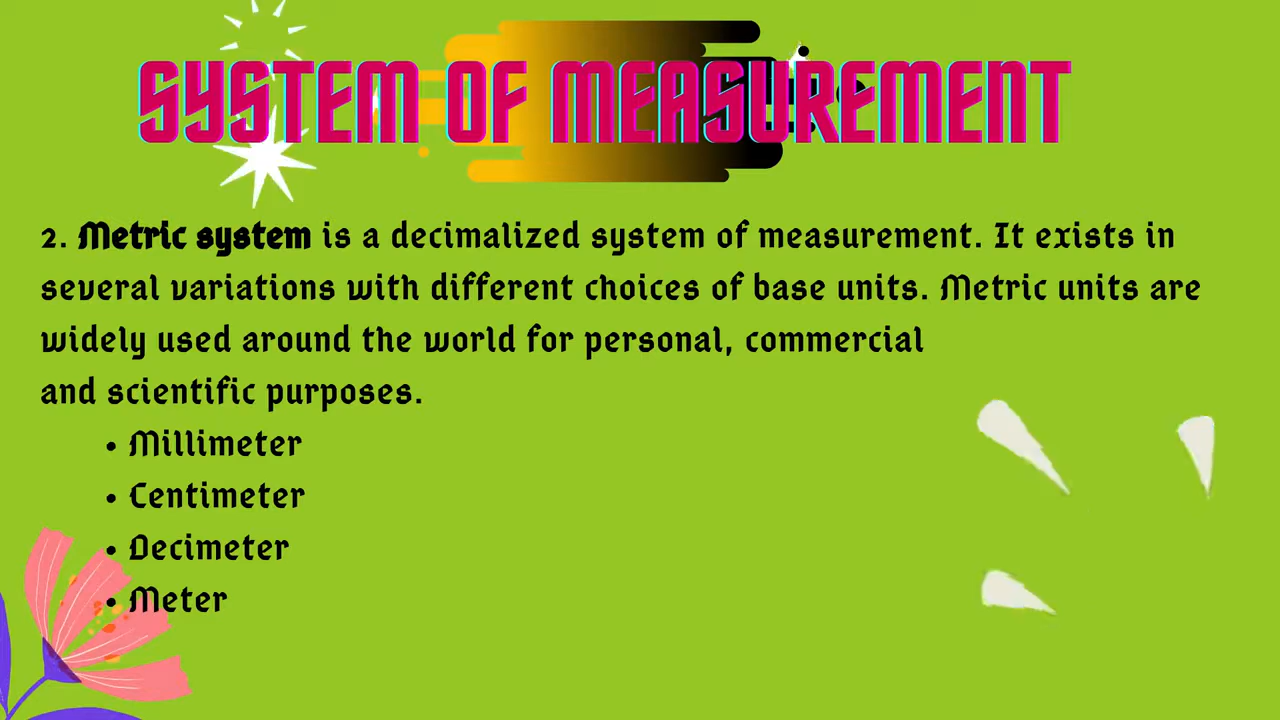 SYSTEM OF MEASUREMENT
2. Metric system is a decimalized system of measurement. It exists in
several variations with different choices of base units. Metric units are
widely used around the world for personal, commercial
and scientific purposes.
• Millimeter
• Centimeter
• Decimeter
• Meter